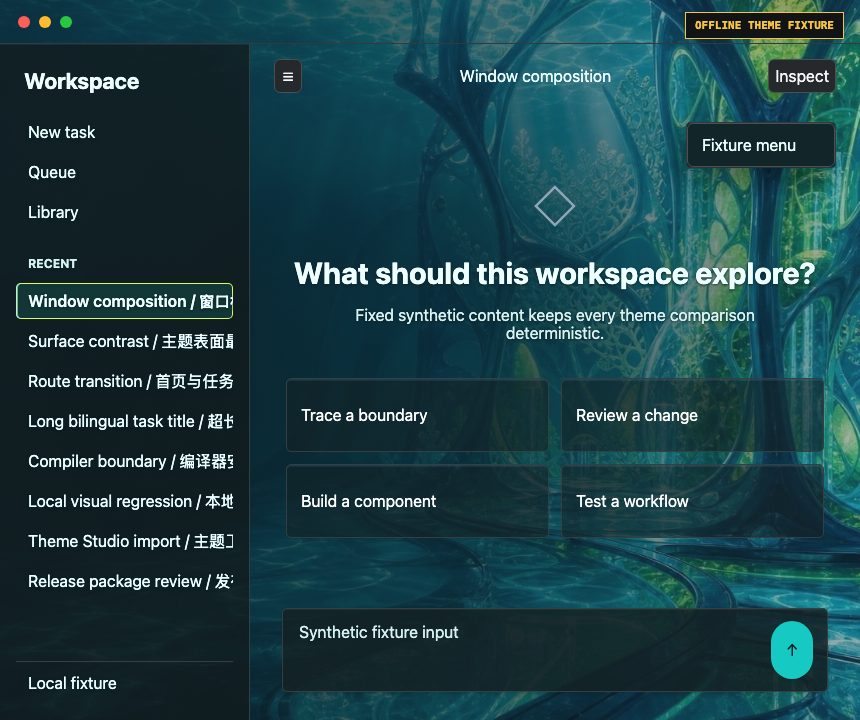 OFFLINE THEME FIXTURE
Workspace
New task
Queue
Library
RECENT
Window composition / 窗口
Surface contrast / 主题表面
Route transition / 首页与任务
Long bilingual task title / 超长
Compiler boundary / 编译器
Local visual regression / 本地
Theme Studio import / 主题
Release package review / 发
Local fixture
Window composition
Inspect
Fixture menu
What should this workspace explore?
Fixed synthetic content keeps every theme comparison
deterministic.
Trace a boundary
Review a change
Build a component
Test a workflow
Synthetic fixture input